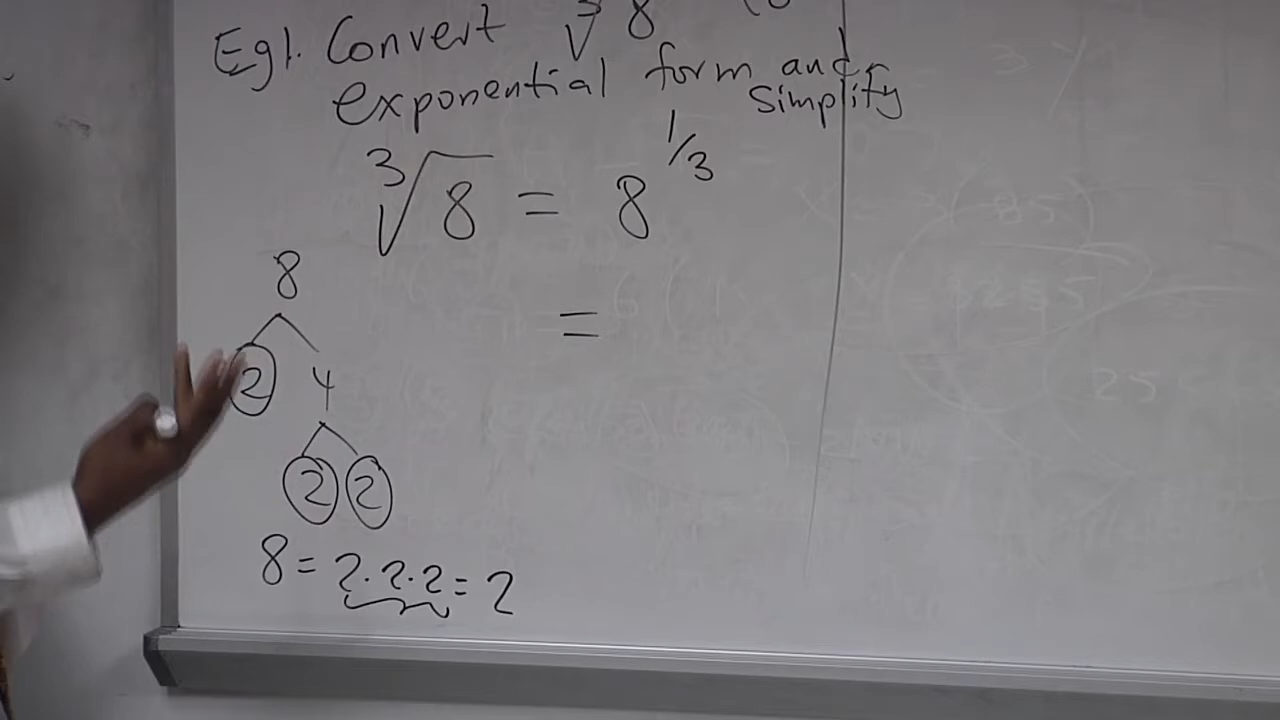 Eg1. Convert ∛8 to
exponential form and
simplify
∛8 = 8^1/3
8
=
2 4
2 2
8 = 2·2·2 = 2